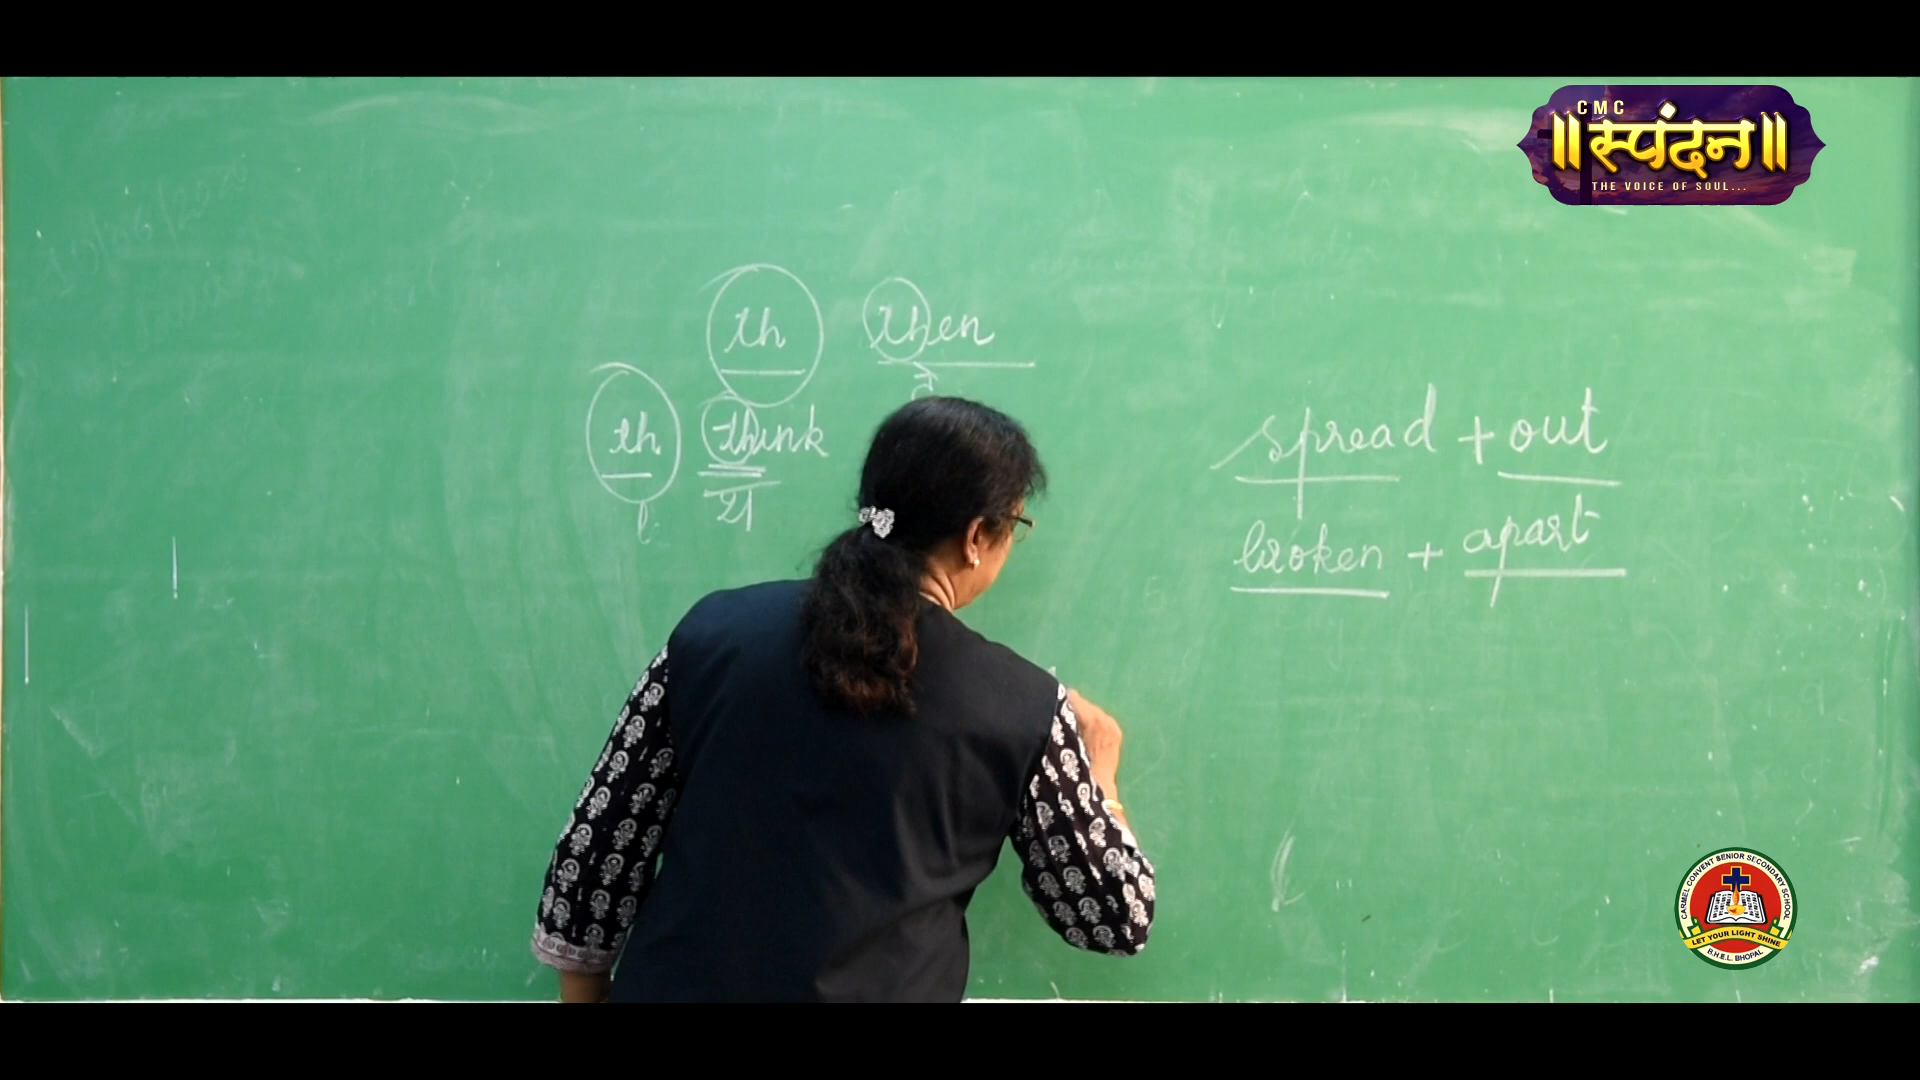 CMC
॥स्पंदन॥
THE VOICE OF SOUL...
th then
th think
थ
spread + out
broken + apart
CARMEL CONVENT SENIOR SECONDARY SCHOOL
LET YOUR LIGHT SHINE
B.H.E.L. BHOPAL